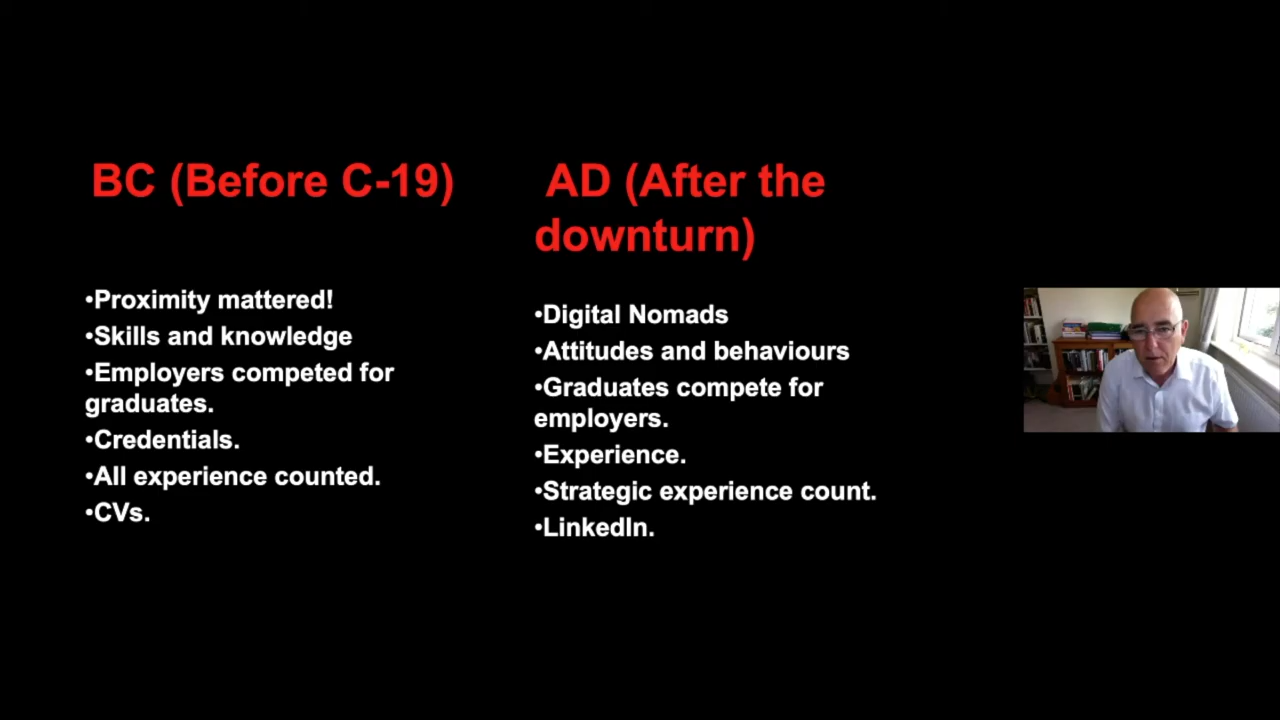 BC (Before C-19)
•Proximity mattered!
•Skills and knowledge
•Employers competed for
graduates.
•Credentials.
•All experience counted.
•CVs.
AD (After the
downturn)
•Digital Nomads
•Attitudes and behaviours
•Graduates compete for
employers.
•Experience.
•Strategic experience count.
•LinkedIn.